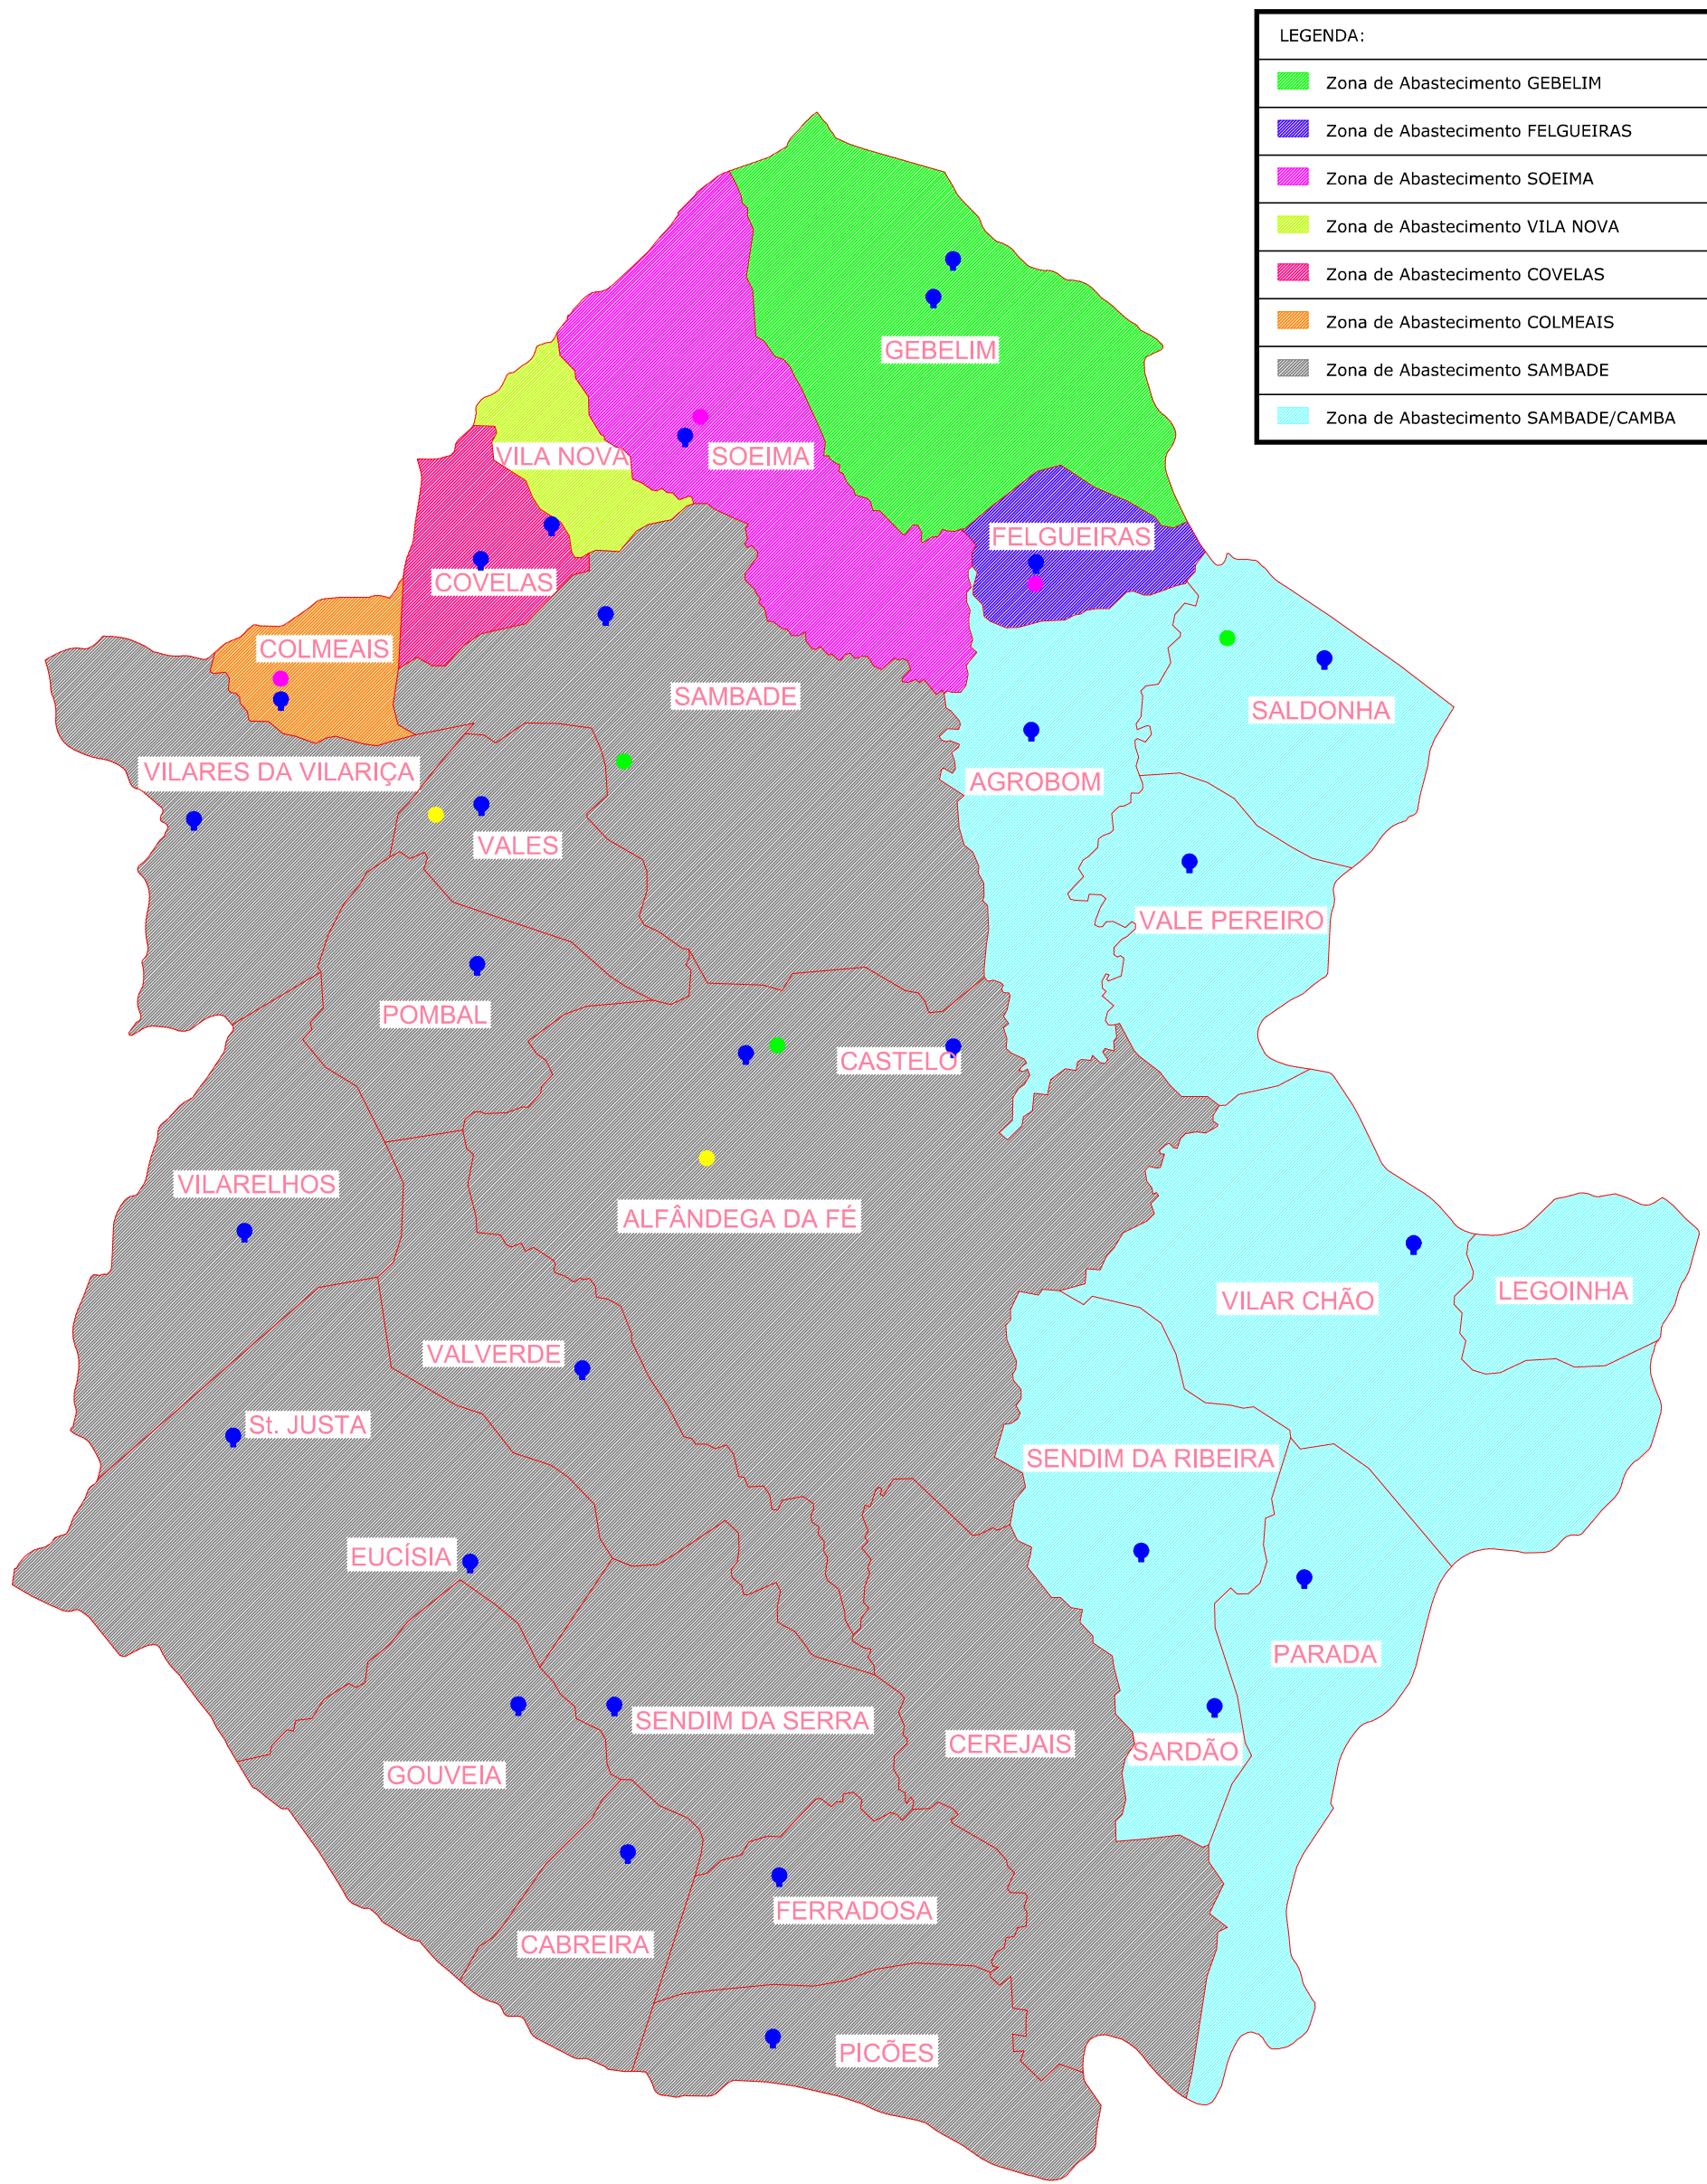 LEGENDA:
Zona de Abastecimento GEBELIM
Zona de Abastecimento FELGUEIRAS
Zona de Abastecimento SOEIMA
Zona de Abastecimento VILA NOVA
Zona de Abastecimento COVELAS
Zona de Abastecimento COLMEAIS
Zona de Abastecimento SAMBADE
Zona de Abastecimento SAMBADE/CAMBA
GEBELIM
VILA NOVA
SOEIMA
FELGUEIRAS
COVELAS
COLMEAIS
SAMBADE
SALDONHA
VILARES DA VILARIÇA
AGROBOM
VALES
VALE PEREIRO
POMBAL
CASTELO
VILARELHOS
ALFÂNDEGA DA FÉ
LEGOINHA
VILAR CHÃO
VALVERDE
St. JUSTA
SENDIM DA RIBEIRA
EUCÍSIA
PARADA
SENDIM DA SERRA
CEREJAIS
SARDÃO
GOUVEIA
FERRADOSA
CABREIRA
PICÕES